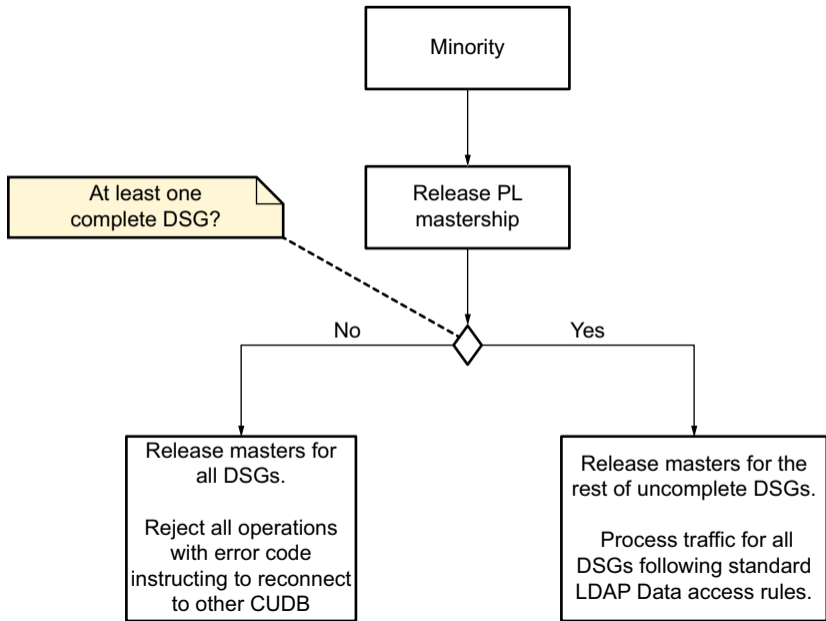 Minority
At least one
complete DSG?
Release PL
mastership
No
Yes
Release masters for
all DSGs.
Reject all operations
with error code
instructing to reconnect
to other CUDB
Release masters for the
rest of uncomplete DSGs.
Process traffic for all
DSGs following standard
LDAP Data access rules.